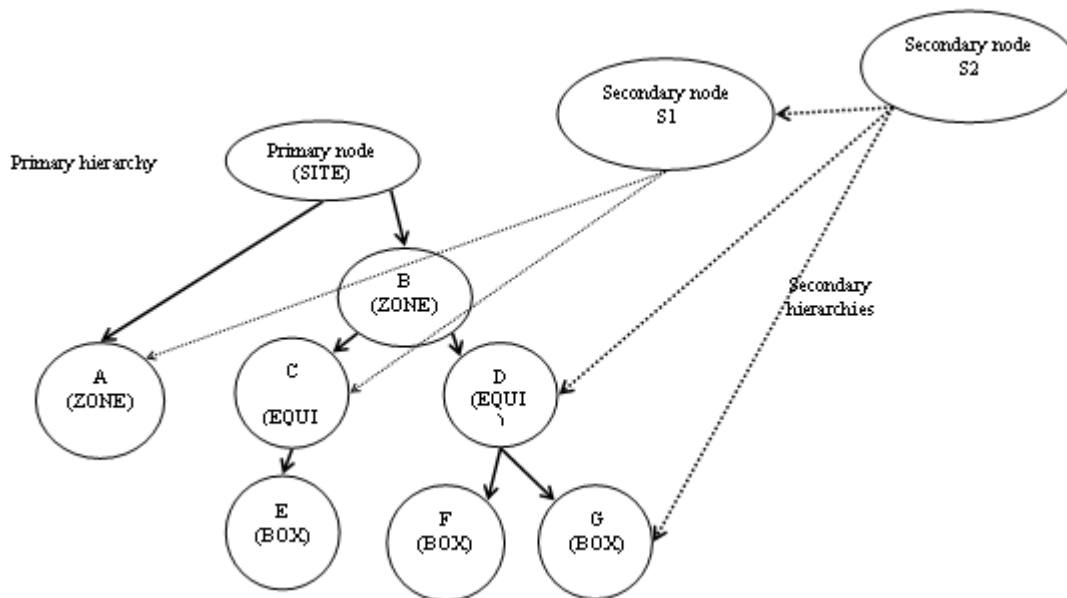 Secondary node
S2
Secondary node
S1
Primary hierarchy
Primary node
(SITE)
B
(ZONE)
Secondary
hierarchies
A
(ZONE)
C
(EQUI
D
(EQUI
)
E
(BOX)
F
(BOX)
G
(BOX)